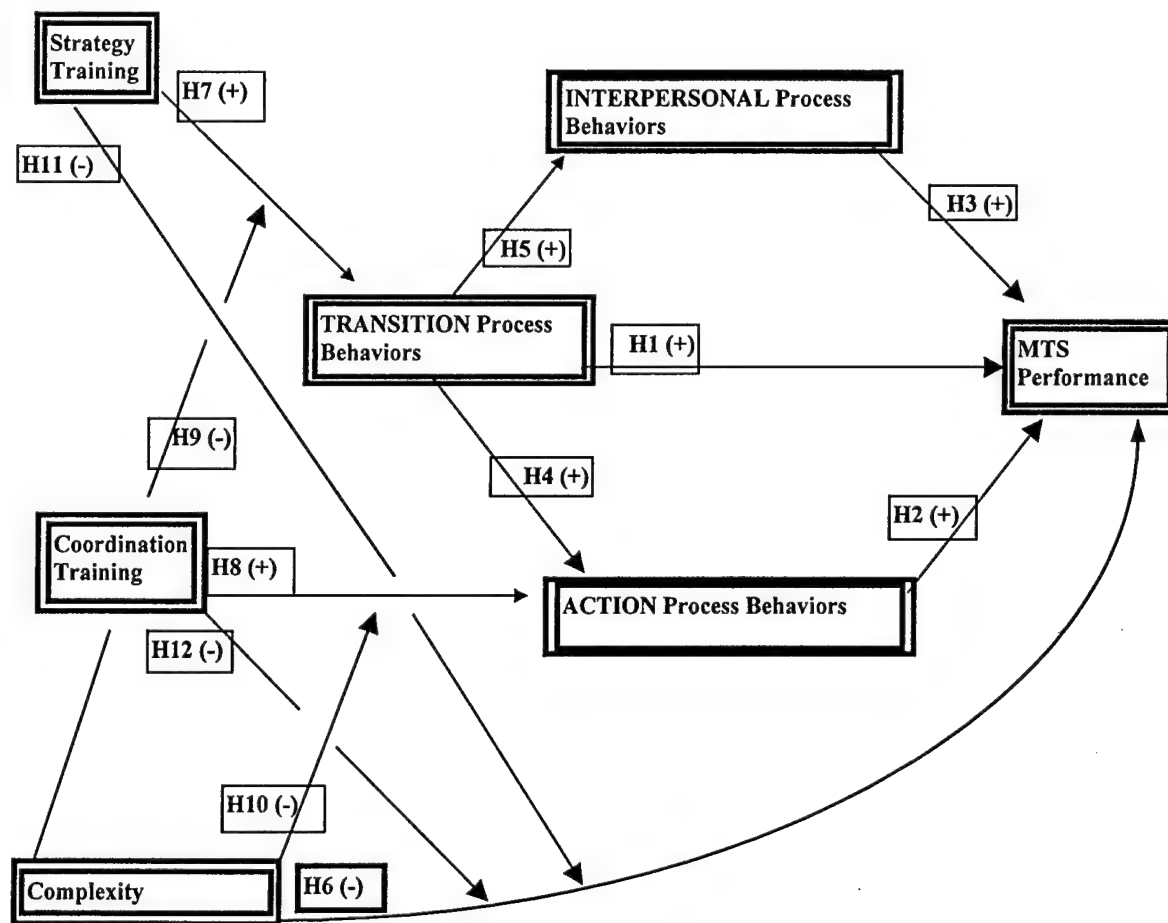 Strategy
Training
H7 (+)
INTERPERSONAL Process
Behaviors
H11 (-)
H3 (+)
H5 (+)
TRANSITION Process
Behaviors
H1 (+)
MTS
Performance
H9 (-)
H4 (+)
H2 (+)
Coordination
Training
H8 (+)
ACTION Process Behaviors
H12 (-)
H10 (-)
Complexity
H6 (-)